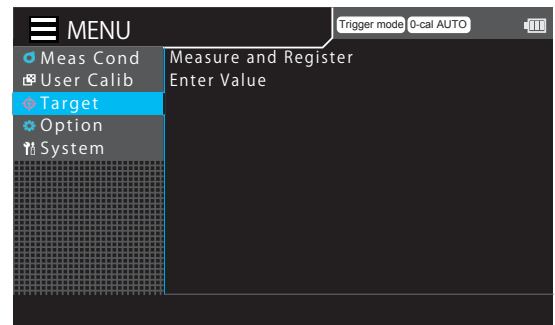 MENU
Trigger mode 0-cal AUTO
Meas Cond
User Calib
Target
Option
System
Measure and Register
Enter Value